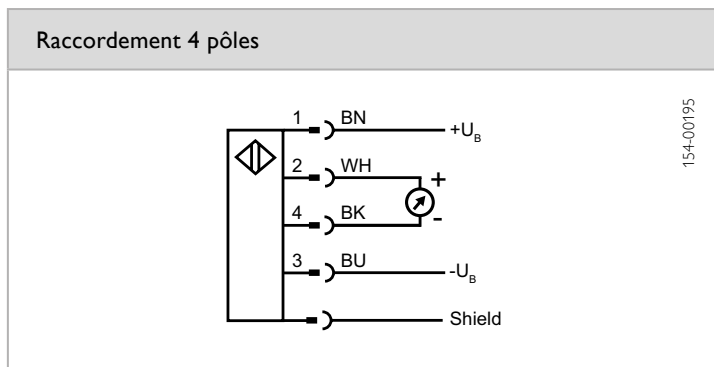 Raccordement 4 pôles
1 BN +U_B
2 WH +
4 BK -
3 BU -U_B
Shield
154-00195